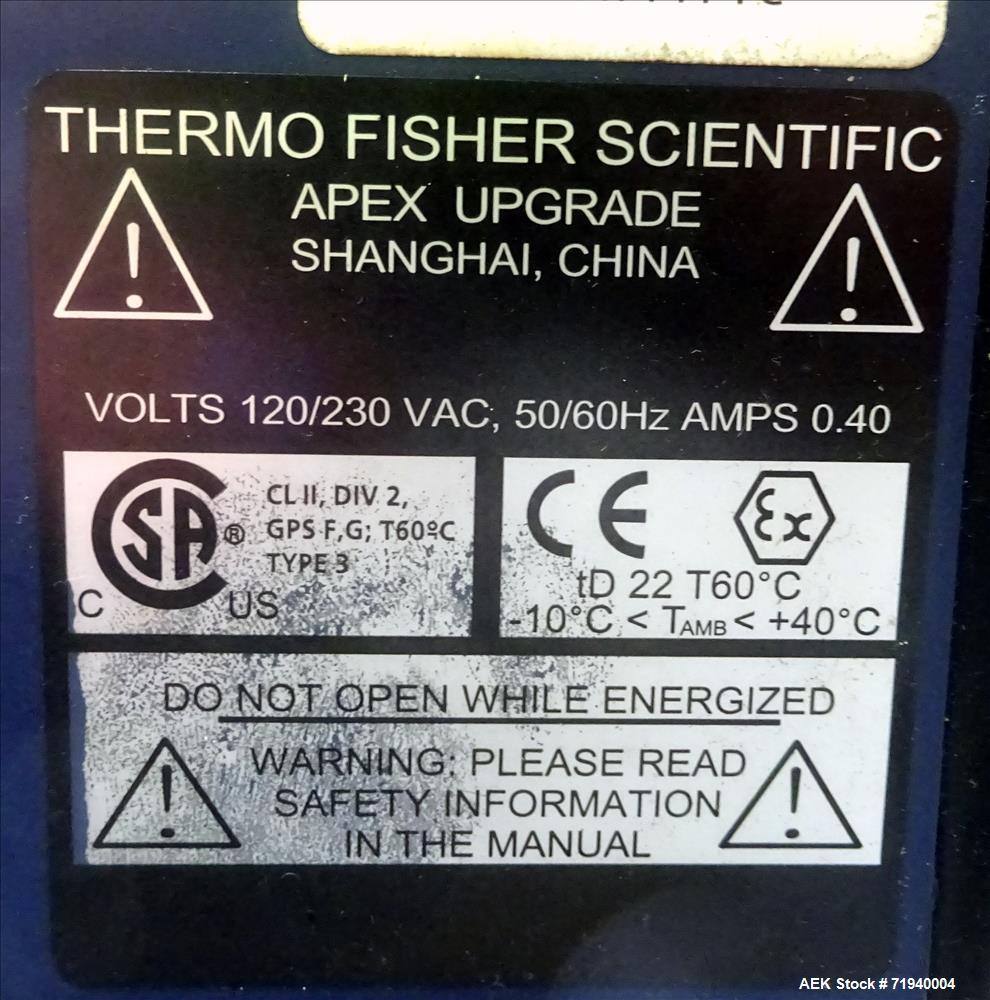 THERMO FISHER SCIENTIFIC
APEX UPGRADE
SHANGHAI, CHINA
VOLTS 120/230 VAC, 50/60Hz AMPS 0.40
CSA®
CL II, DIV 2,
GPS F,G; T60ºC
TYPE 3
C US
CE Ex
tD 22 T60°C
-10°C < TAMB < +40°C
DO NOT OPEN WHILE ENERGIZED
WARNING: PLEASE READ
SAFETY INFORMATION
IN THE MANUAL
AEK Stock # 71940004